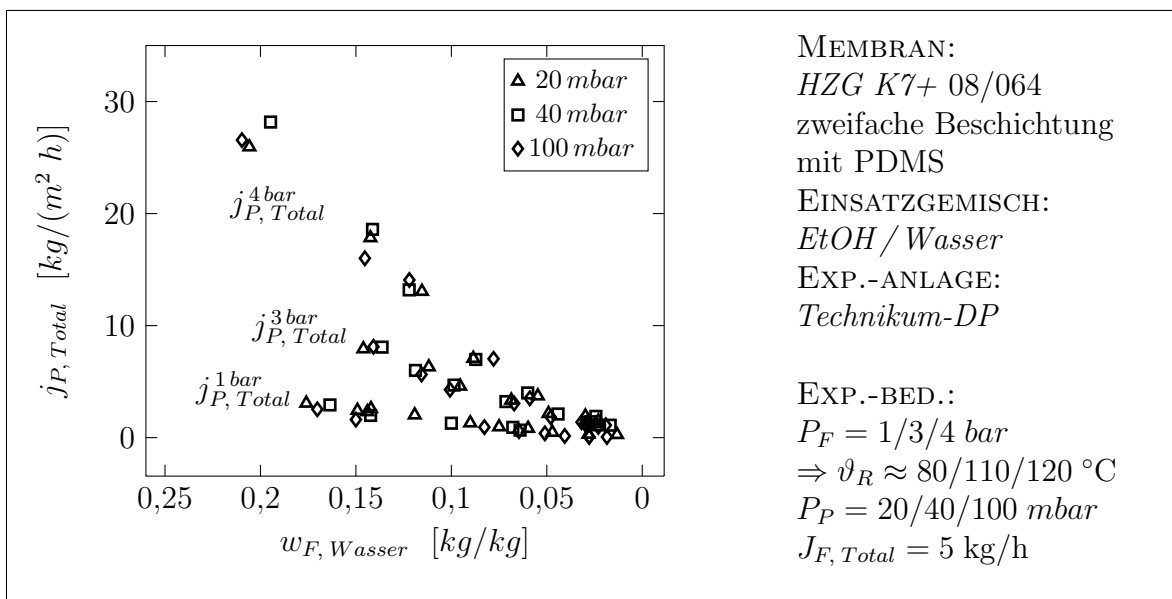 30
20
10
0
j_{P, Total} [kg/(m² h)]
20 mbar
40 mbar
100 mbar
j_{P, Total}^{4 bar}
j_{P, Total}^{3 bar}
j_{P, Total}^{1 bar}
0,25 0,2 0,15 0,1 0,05 0
w_{F, Wasser} [kg/kg]
MEMBRAN:
HZG K7+ 08/064
zweifache Beschichtung
mit PDMS
EINSATZGEMISCH:
EtOH / Wasser
EXP.-ANLAGE:
Technikum-DP
EXP.-BED.:
P_F = 1/3/4 bar
⇒ ϑ_R ≈ 80/110/120 °C
P_P = 20/40/100 mbar
J_{F, Total} = 5 kg/h